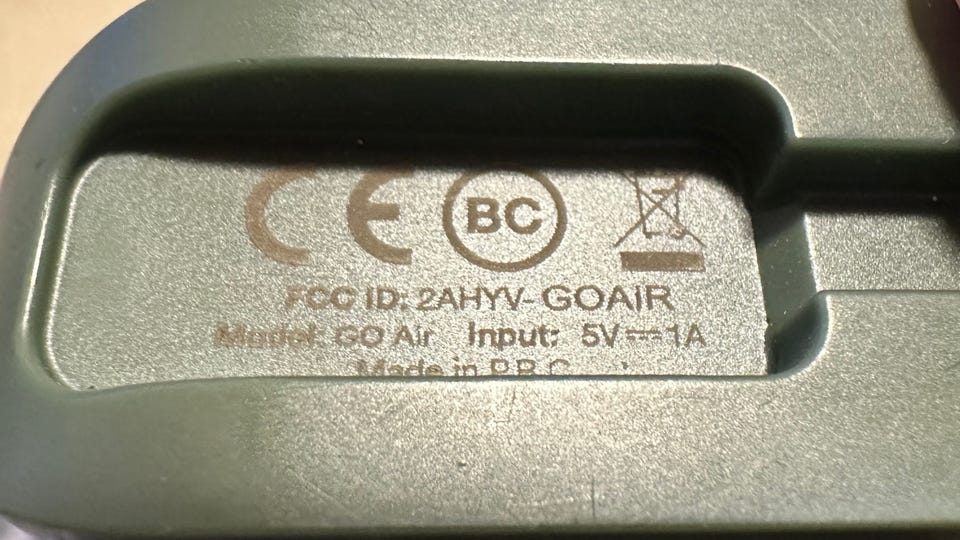 CE BC
FCC ID: 2AHYV-GOAIR
Model: GO Air Input: 5V⎓1A
Made in P.R.C.